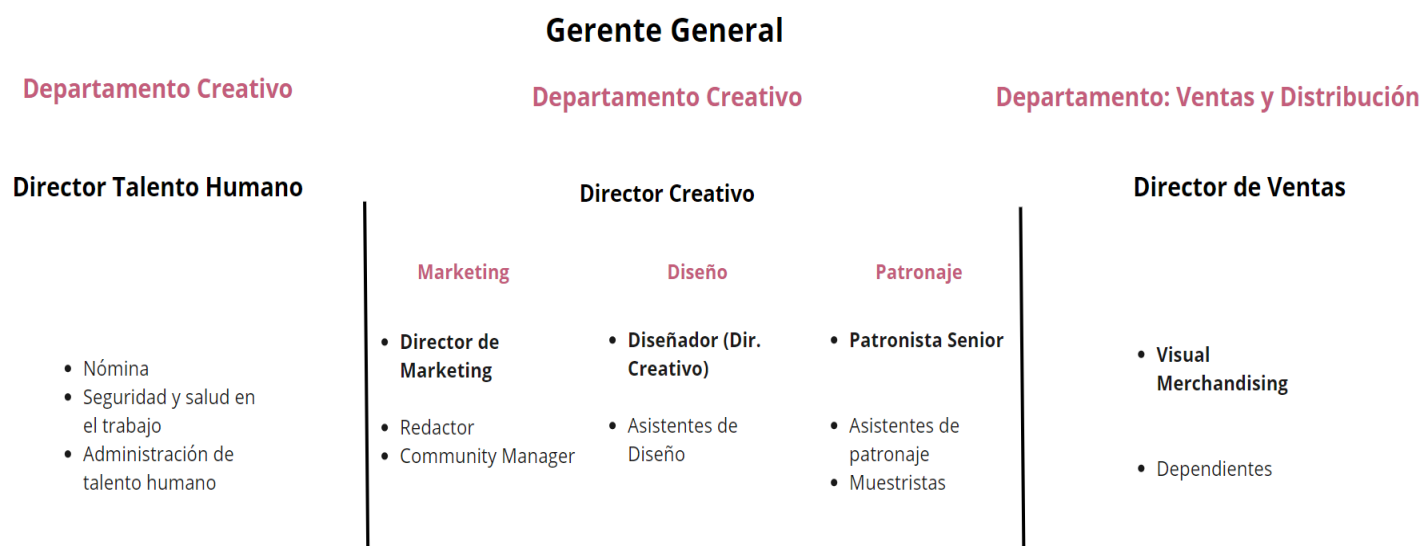 Gerente General
Departamento Creativo
Departamento Creativo
Departamento: Ventas y Distribución
Director Talento Humano
Director Creativo
Director de Ventas
• Nómina
• Seguridad y salud en
el trabajo
• Administración de
talento humano
Marketing
• Director de
Marketing
• Redactor
• Community Manager
Diseño
• Diseñador (Dir.
Creativo)
• Asistentes de
Diseño
Patronaje
• Patronista Senior
• Asistentes de
patronaje
• Muestristas
• Visual
Merchandising
• Dependientes